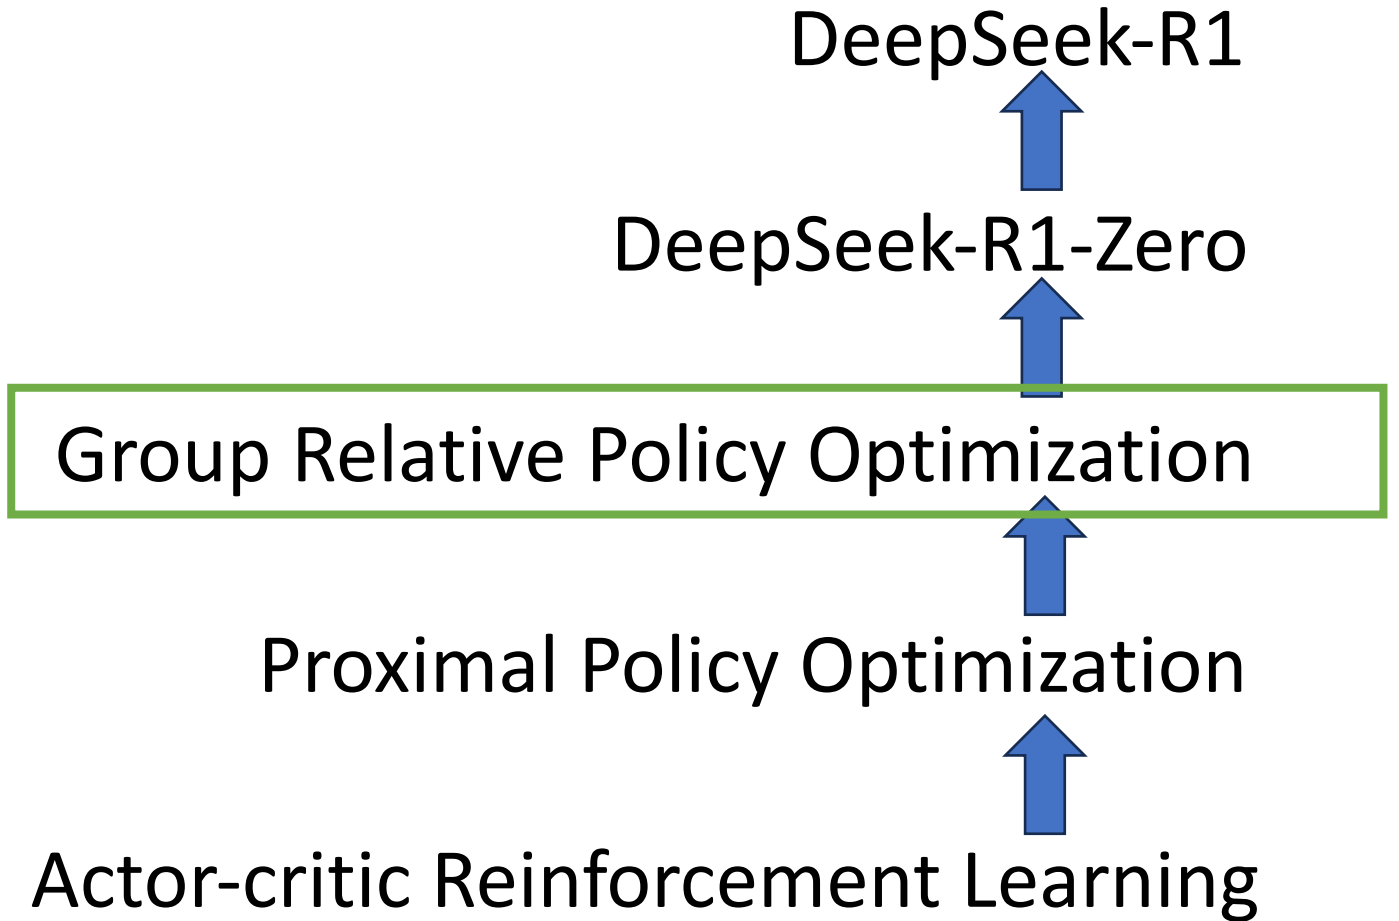 DeepSeek-R1
DeepSeek-R1-Zero
Group Relative Policy Optimization
Proximal Policy Optimization
Actor-critic Reinforcement Learning